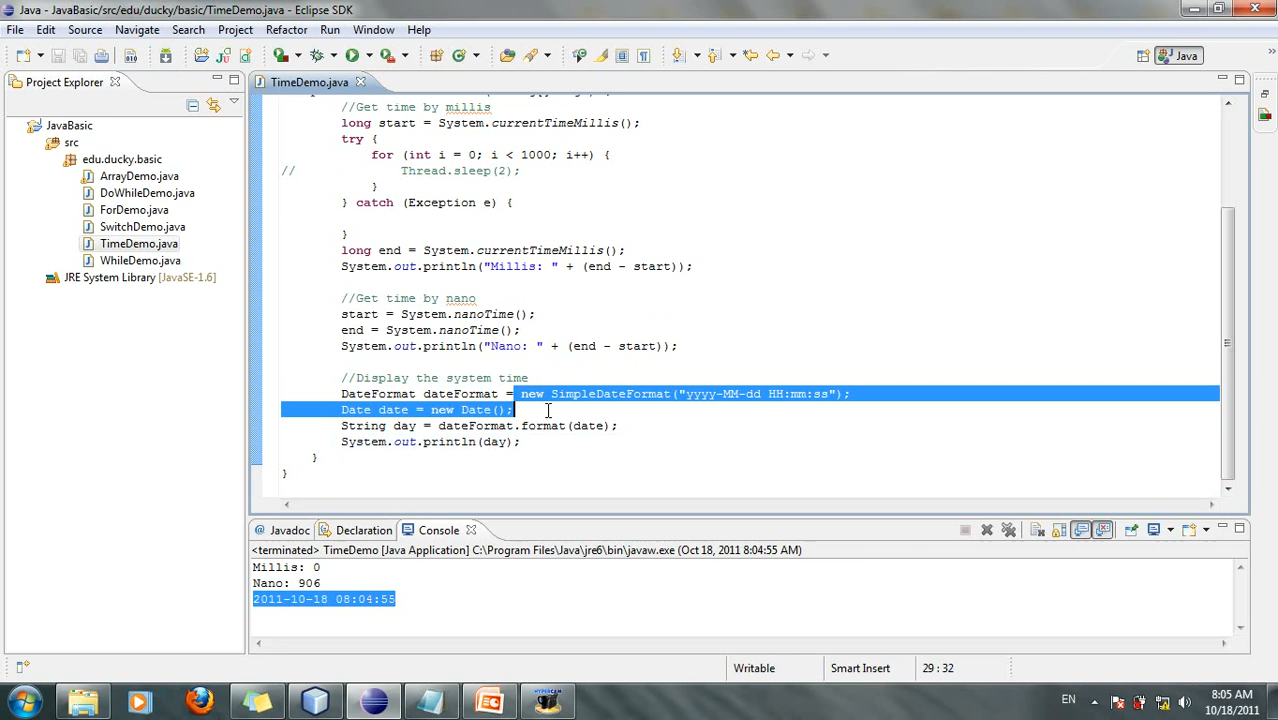 Java - JavaBasic/src/edu/ducky/basic/TimeDemo.java - Eclipse SDK
File Edit Source Navigate Search Project Refactor Run Window Help
Java
Project Explorer
TimeDemo.java
JavaBasic
src
edu.ducky.basic
ArrayDemo.java
DoWhileDemo.java
ForDemo.java
SwitchDemo.java
TimeDemo.java
WhileDemo.java
JRE System Library [JavaSE-1.6]
//Get time by millis
long start = System.currentTimeMillis();
try {
for (int i = 0; i < 1000; i++) {
// Thread.sleep(2);
}
} catch (Exception e) {
}
long end = System.currentTimeMillis();
System.out.println("Millis: " + (end - start));
//Get time by nano
start = System.nanoTime();
end = System.nanoTime();
System.out.println("Nano: " + (end - start));
//Display the system time
DateFormat dateFormat = new SimpleDateFormat("yyyy-MM-dd HH:mm:ss");
Date date = new Date();
String day = dateFormat.format(date);
System.out.println(day);
}
}
@ Javadoc Declaration Console
<terminated> TimeDemo [Java Application] C:\Program Files\Java\jre6\bin\javaw.exe (Oct 18, 2011 8:04:55 AM)
Millis: 0
Nano: 906
2011-10-18 08:04:55
Writable Smart Insert 29 : 32
EN
8:05 AM
10/18/2011